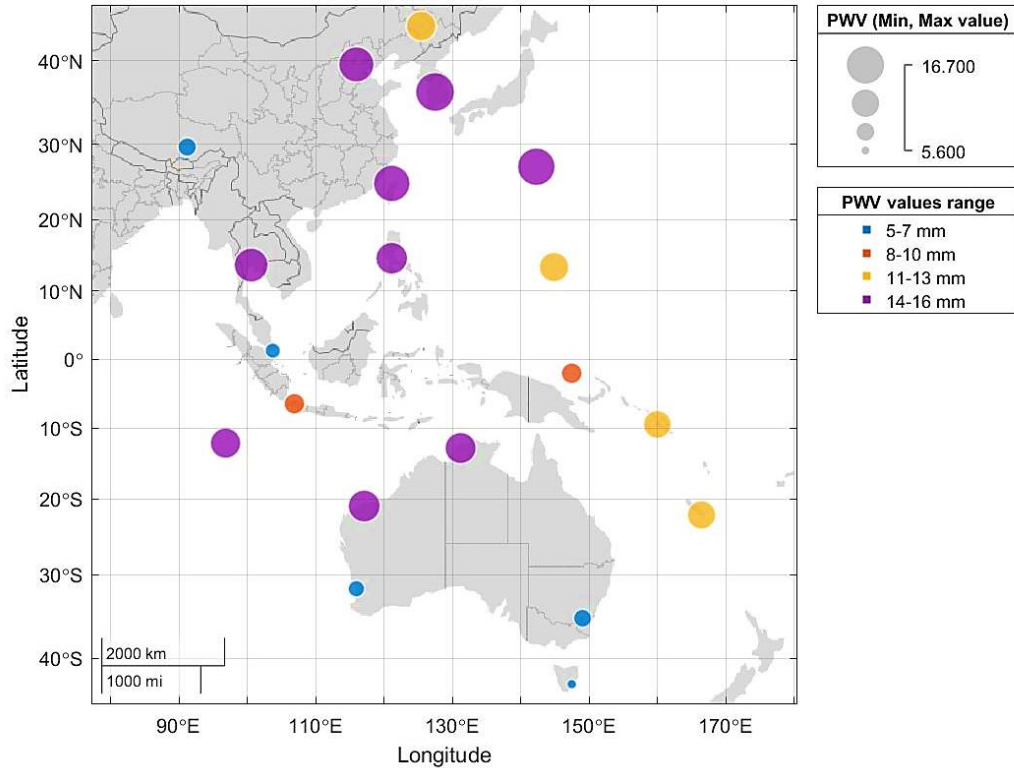 PWV (Min, Max value)
16.700
5.600
PWV values range
5-7 mm
8-10 mm
11-13 mm
14-16 mm
40°N
30°N
20°N
10°N
0°
10°S
20°S
30°S
40°S
Latitude
2000 km
1000 mi
90°E
110°E
130°E
150°E
170°E
Longitude